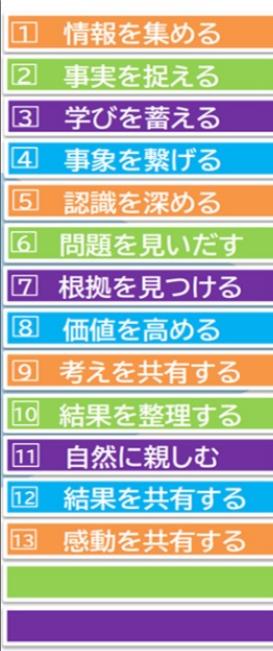 1 情報を集める
2 事実を捉える
3 学びを蓄える
4 事象を繋げる
5 認識を深める
6 問題を見いだす
7 根拠を見つける
8 価値を高める
9 考えを共有する
10 結果を整理する
11 自然に親しむ
12 結果を共有する
13 感動を共有する